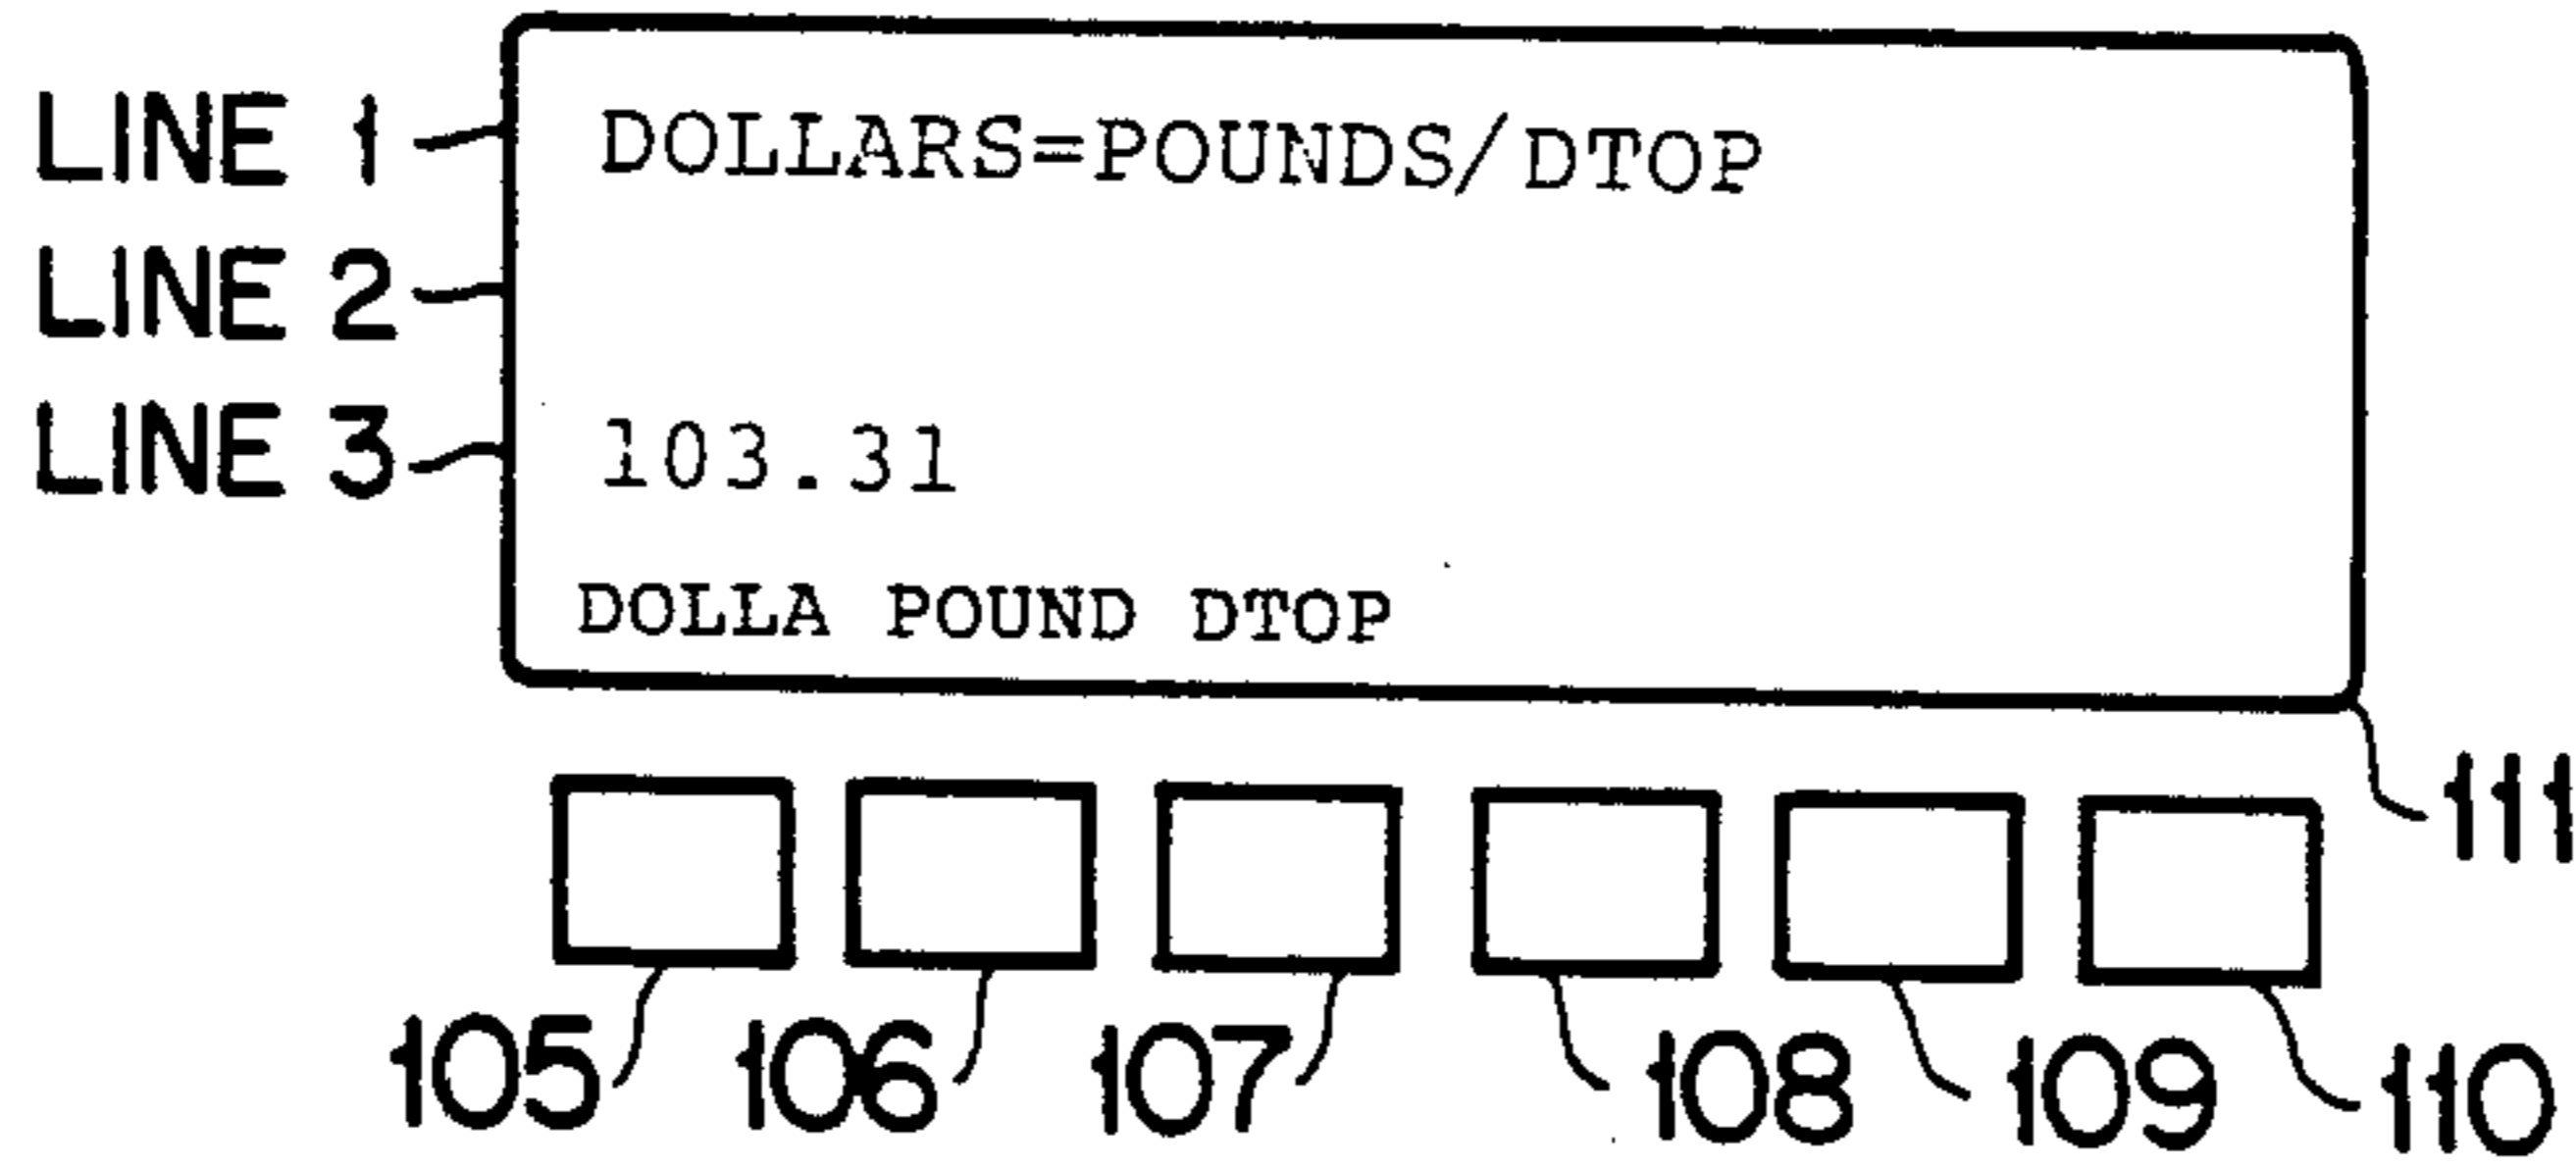 LINE 1 DOLLARS=POUNDS/DTOP
LINE 2
LINE 3 103.31
DOLLA POUND DTOP
111
105 106 107 108 109 110